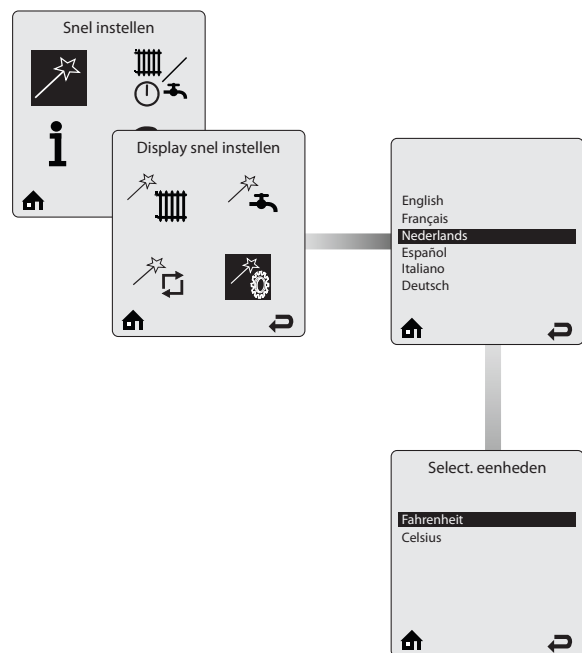 Snel instellen
Display snel instellen
English
Français
Nederlands
Español
Italiano
Deutsch
Select. eenheden
Fahrenheit
Celsius